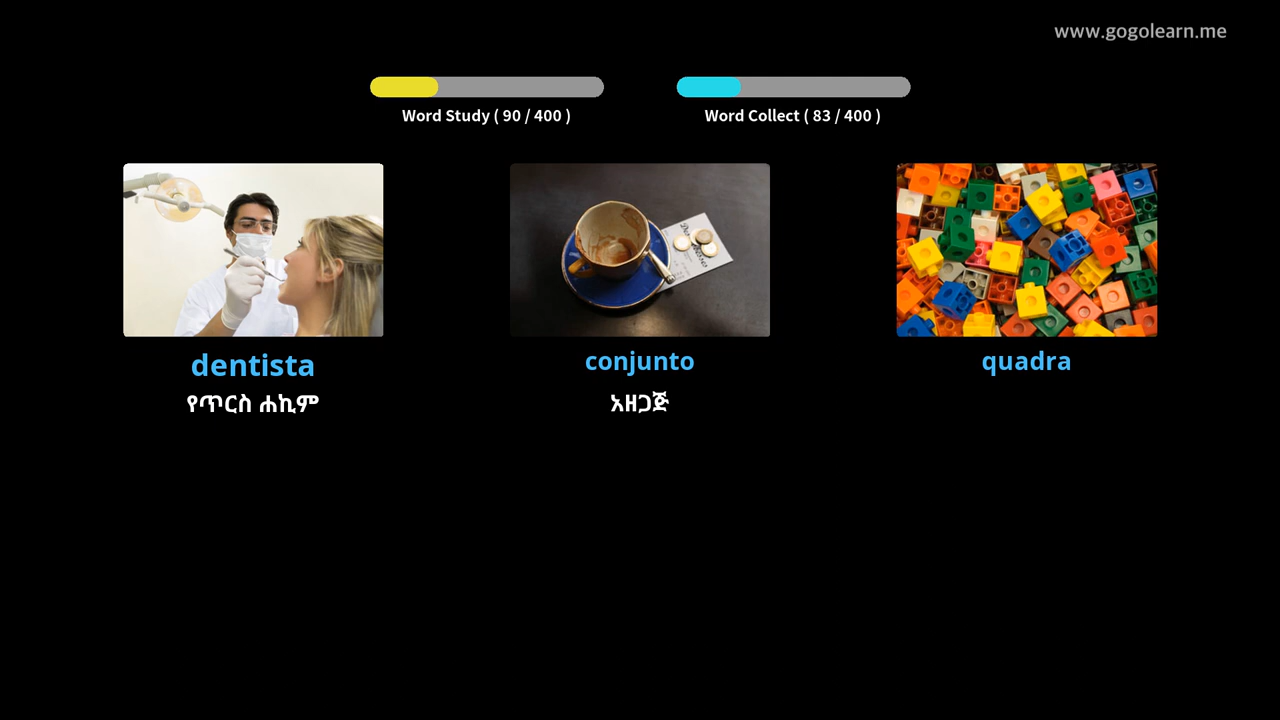 www.gogolearn.me
Word Study ( 90 / 400 )
Word Collect ( 83 / 400 )
dentista
conjunto
quadra
የጥርስ ሐኪም
አዘጋጅ